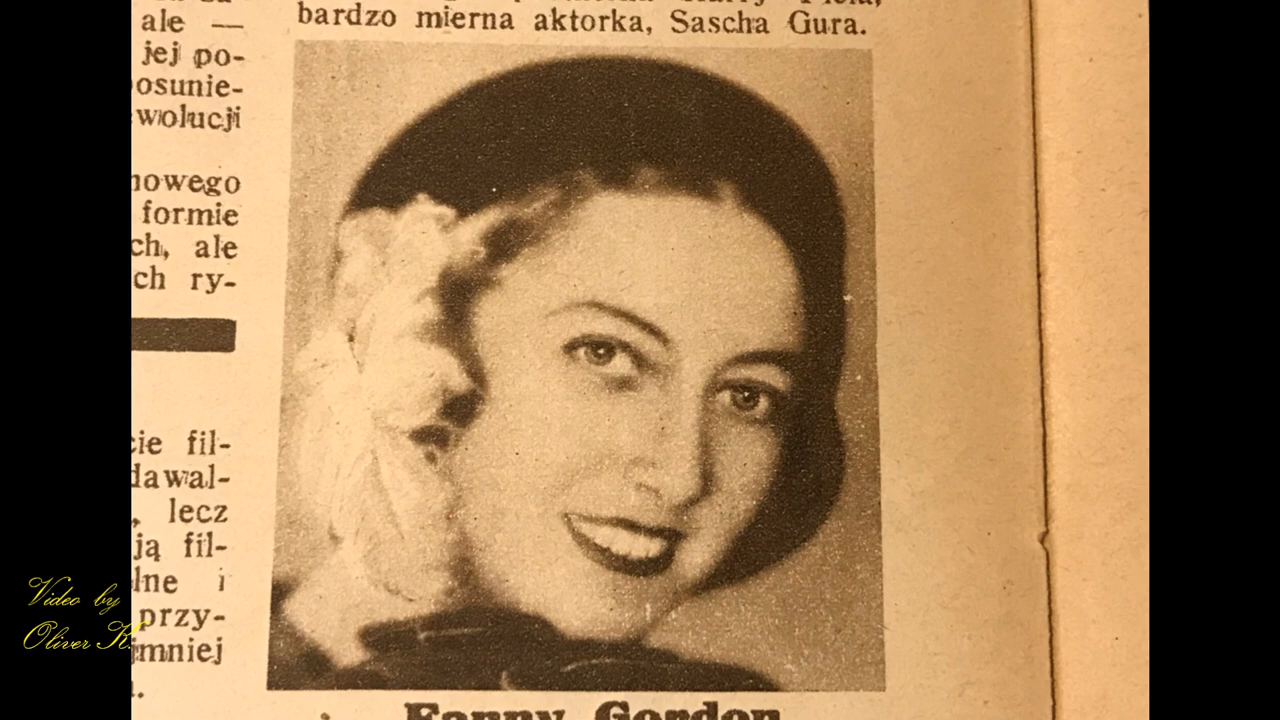 bardzo mierna aktorka, Sascha Gura.
ale —
jej po-
osunie-
wolucji
nowego
formie
ch, ale
ch ry-
cie fil-
dawal-
, lecz
ją fil-
lne i
przy-
mniej
Fanny Gordon
Video by
Oliver K